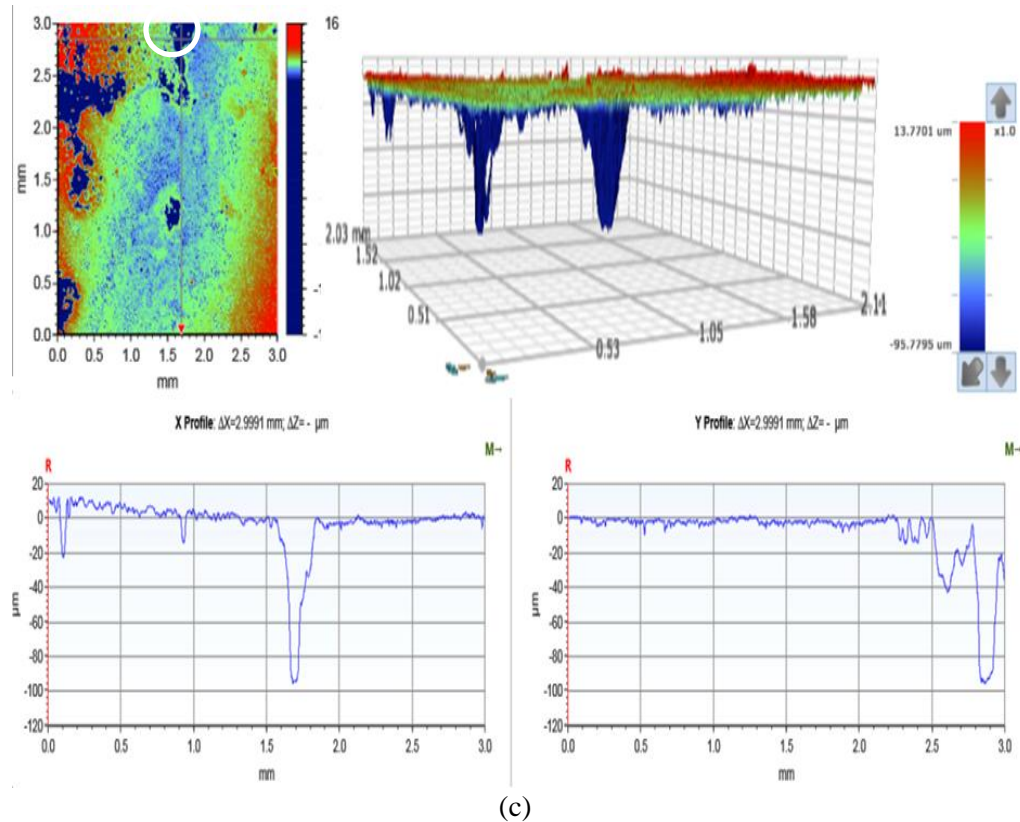 3.0
2.5
2.0
1.5
1.0
0.5
0.0
mm
0.0 0.5 1.0 1.5 2.0 2.5 3.0
mm
16
2.03 mm
1.52
1.02
0.51
0.53
1.05
1.58
2.11
13.7701 um
x1.0
-95.7795 um
X Profile: ΔX=2.9991 mm; ΔZ= - μm
M→
R
20
0
-20
-40
-60
-80
-100
-120
μm
0.0 0.5 1.0 1.5 2.0 2.5 3.0
mm
Y Profile: ΔX=2.9991 mm; ΔZ= - μm
M→
R
20
0
-20
-40
-60
-80
-100
-120
μm
0.0 0.5 1.0 1.5 2.0 2.5 3.0
mm
(c)